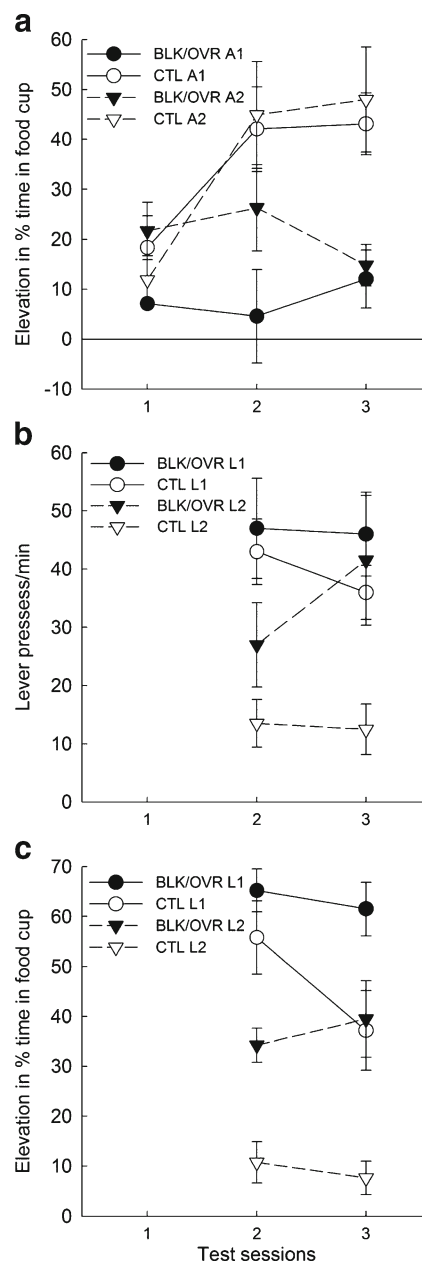 a
60
50
40
30
20
10
0
-10
Elevation in % time in food cup
BLK/OVR A1
CTL A1
BLK/OVR A2
CTL A2
1 2 3
b
60
50
40
30
20
10
0
Lever pressess/min
BLK/OVR L1
CTL L1
BLK/OVR L2
CTL L2
1 2 3
c
70
60
50
40
30
20
10
0
Elevation in % time in food cup
BLK/OVR L1
CTL L1
BLK/OVR L2
CTL L2
1 2 3
Test sessions